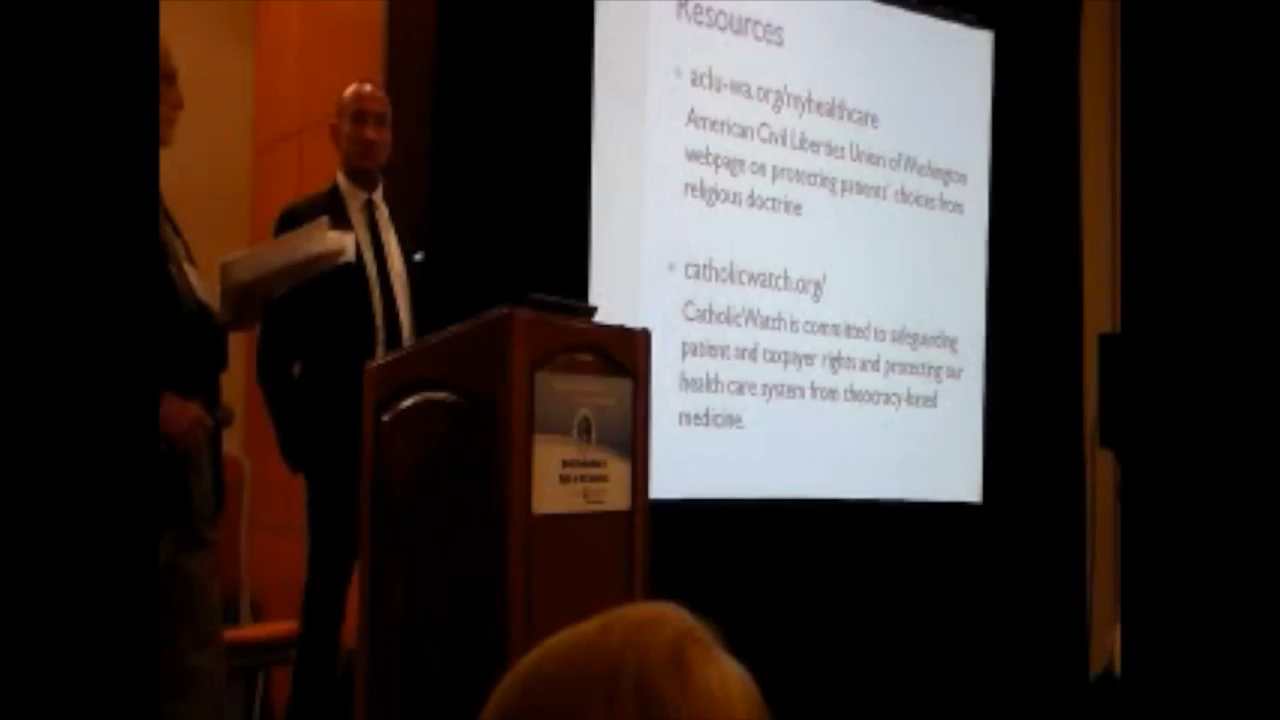 Resources
aclu-wa.org/myhealthcare
American Civil Liberties Union of Washington
webpage on protecting patients' choices from
religious doctrine
catholicwatch.org/
CatholicWatch is committed to safeguarding
patient and taxpayer rights and protecting our
health care system from theocracy-based
medicine.